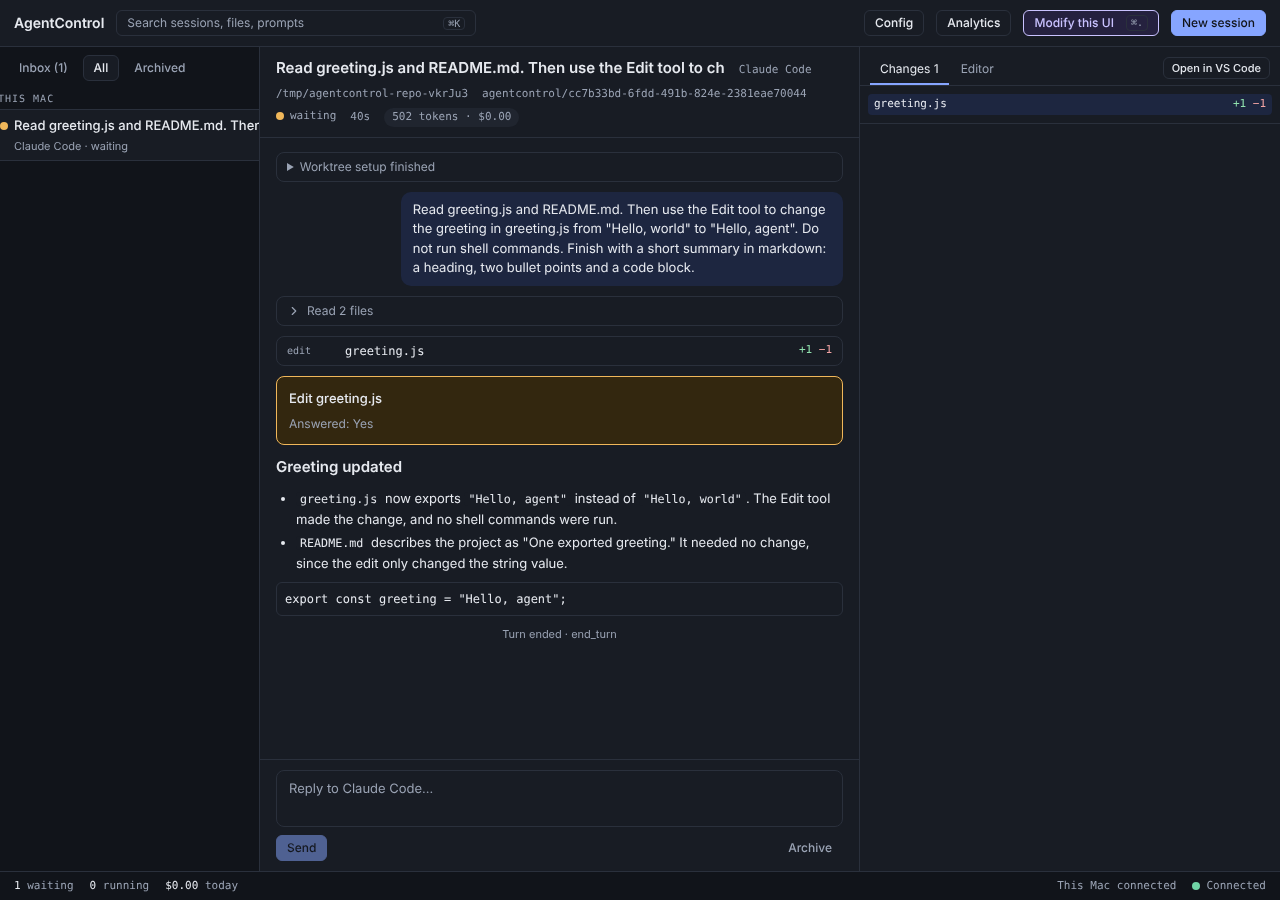 AgentControl
Search sessions, files, prompts ⌘K
Config
Analytics
Modify this UI ⌘.
New session
Inbox (1)
All
Archived
THIS MAC
Read greeting.js and README.md. Ther
Claude Code · waiting
Read greeting.js and README.md. Then use the Edit tool to ch Claude Code
/tmp/agentcontrol-repo-vkrJu3 agentcontrol/cc7b33bd-6fdd-491b-824e-2381eae70044
waiting 40s 502 tokens · $0.00
Worktree setup finished
Read greeting.js and README.md. Then use the Edit tool to change
the greeting in greeting.js from "Hello, world" to "Hello, agent". Do
not run shell commands. Finish with a short summary in markdown:
a heading, two bullet points and a code block.
Read 2 files
edit greeting.js +1 −1
Edit greeting.js
Answered: Yes
Greeting updated
• greeting.js now exports "Hello, agent" instead of "Hello, world". The Edit tool
made the change, and no shell commands were run.
• README.md describes the project as "One exported greeting." It needed no change,
since the edit only changed the string value.
export const greeting = "Hello, agent";
Turn ended · end_turn
Reply to Claude Code...
Send
Archive
Changes 1
Editor
Open in VS Code
greeting.js +1 −1
1 waiting 0 running $0.00 today
This Mac connected Connected